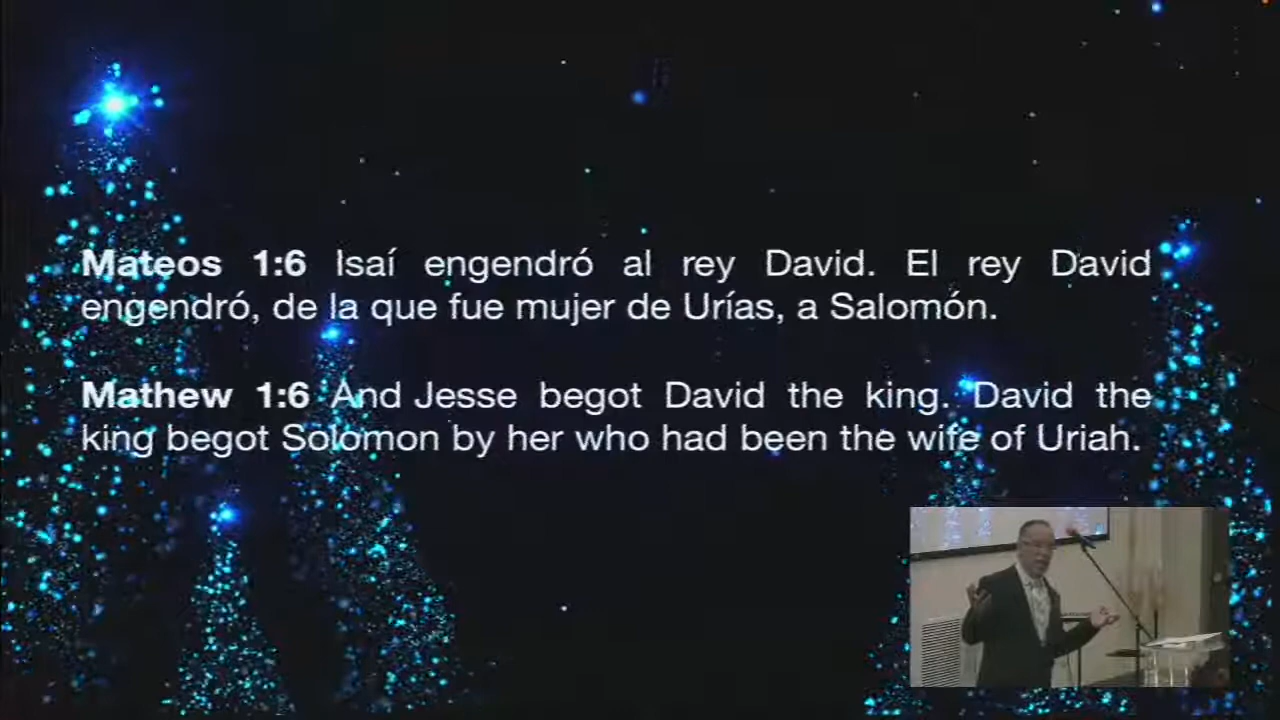 Mateos 1:6 Isaí engendró al rey David. El rey David
engendró, de la que fue mujer de Urías, a Salomón.
Mathew 1:6 And Jesse begot David the king. David the
king begot Solomon by her who had been the wife of Uriah.